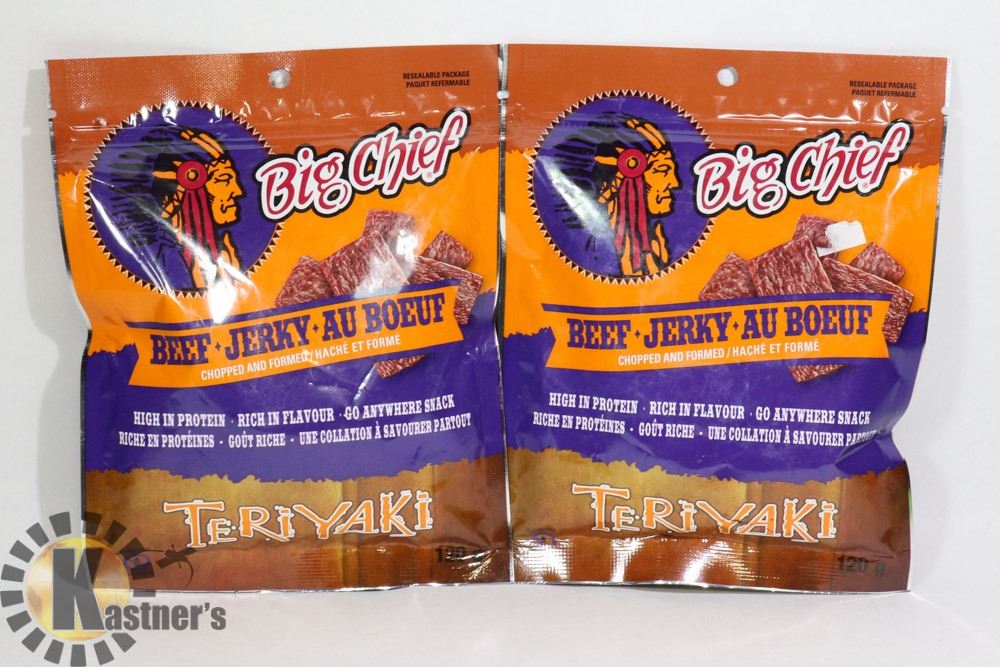 RESEALABLE PACKAGE
PAQUET REFERMABLE
Big Chief
BEEF • JERKY • AU BOEUF
CHOPPED AND FORMED / HACHÉ ET FORMÉ
HIGH IN PROTEIN · RICH IN FLAVOUR · GO ANYWHERE SNACK
RICHE EN PROTÉINES - GOÛT RICHE - UNE COLLATION À SAVOURER PARTOUT
TERIYAKI
120 g
RESEALABLE PACKAGE
PAQUET REFERMABLE
Big Chief
BEEF • JERKY • AU BOEUF
CHOPPED AND FORMED / HACHÉ ET FORMÉ
HIGH IN PROTEIN · RICH IN FLAVOUR · GO ANYWHERE SNACK
RICHE EN PROTÉINES - GOÛT RICHE - UNE COLLATION À SAVOURER PARTOUT
TERIYAKI
120 g
Kastner's